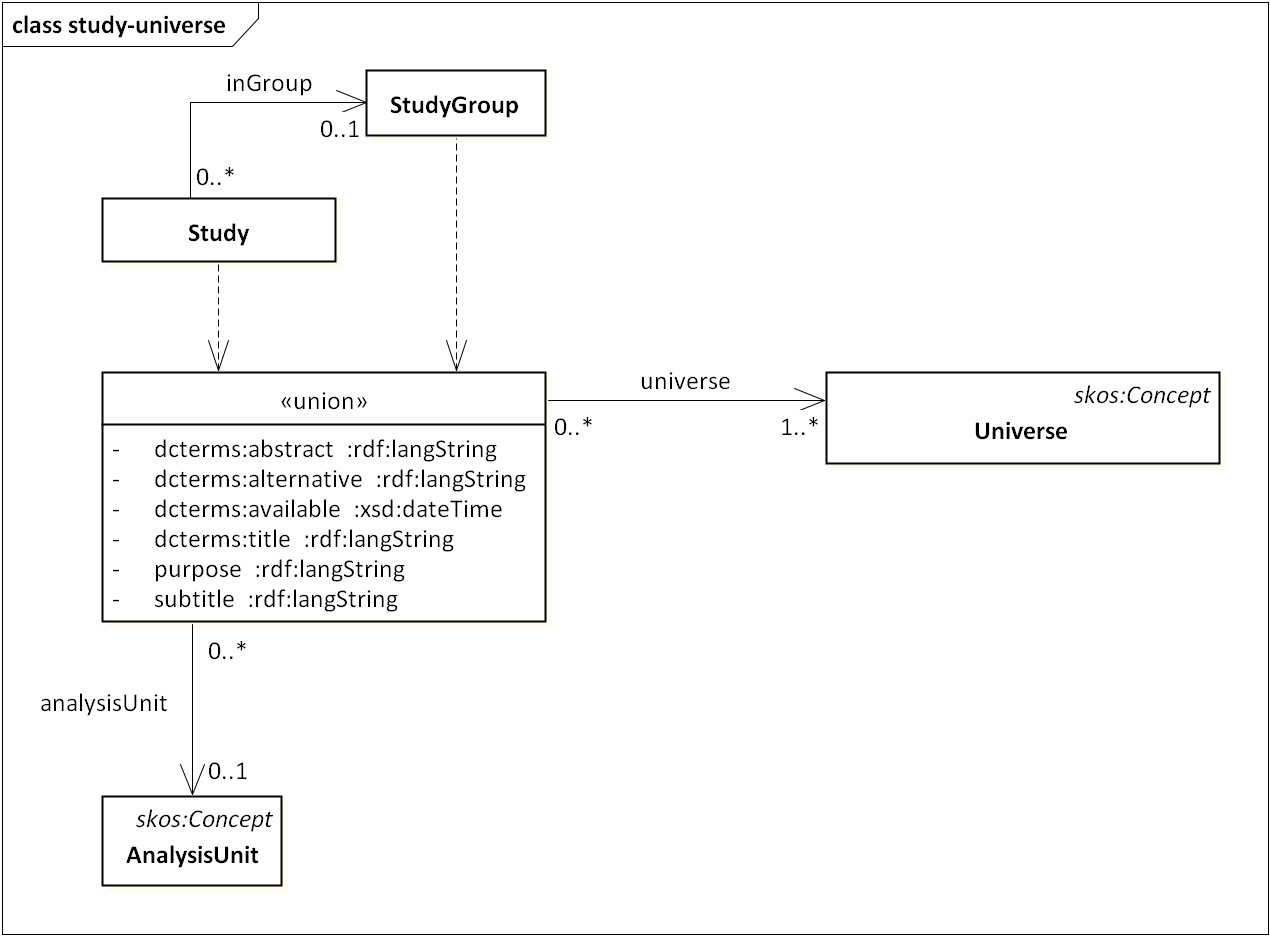 class study-universe
inGroup
StudyGroup
0..1
0..*
Study
«union»
- dcterms:abstract :rdf:langString
- dcterms:alternative :rdf:langString
- dcterms:available :xsd:dateTime
- dcterms:title :rdf:langString
- purpose :rdf:langString
- subtitle :rdf:langString
universe
0..*
1..*
skos:Concept
Universe
0..*
analysisUnit
0..1
skos:Concept
AnalysisUnit